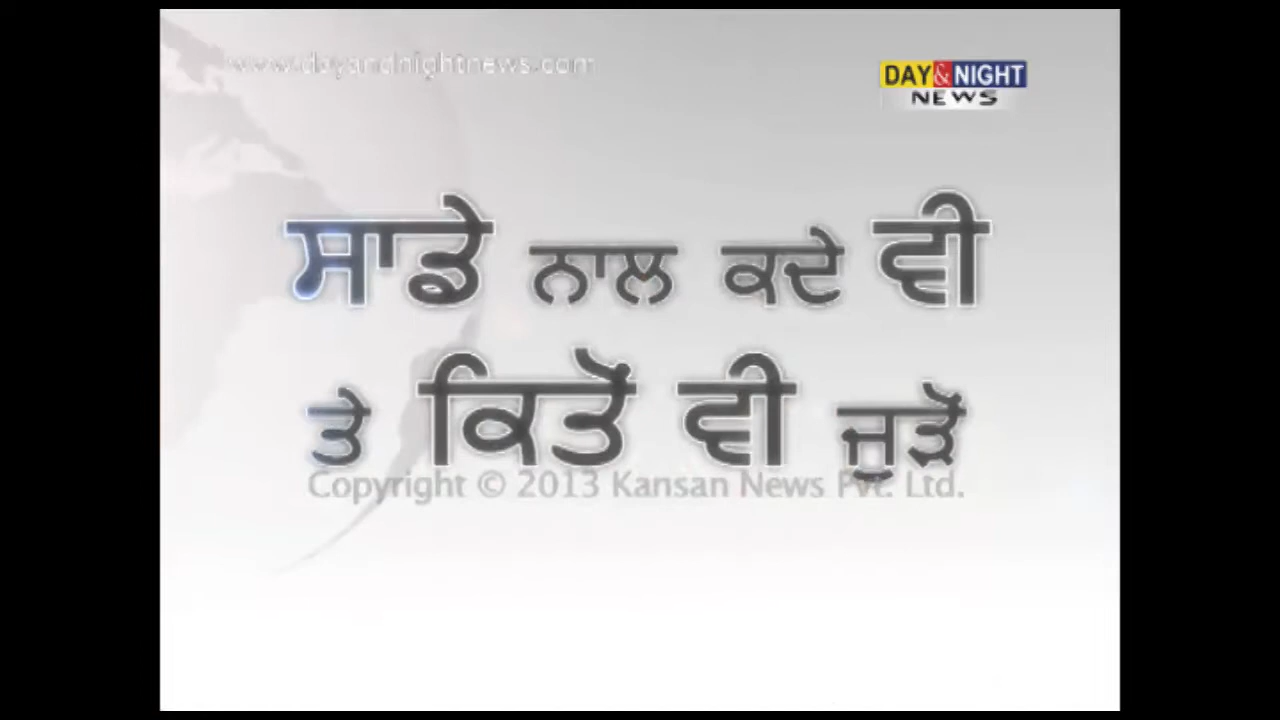 www.dayandnightnews.com
DAY&NIGHT
NEWS
ਸਾਡੇ ਨਾਲ ਕਦੇ ਵੀ
ਤੇ ਕਿਤੋਂ ਵੀ ਜੁੜੋਂ
Copyright © 2013 Kansan News Pvt. Ltd.